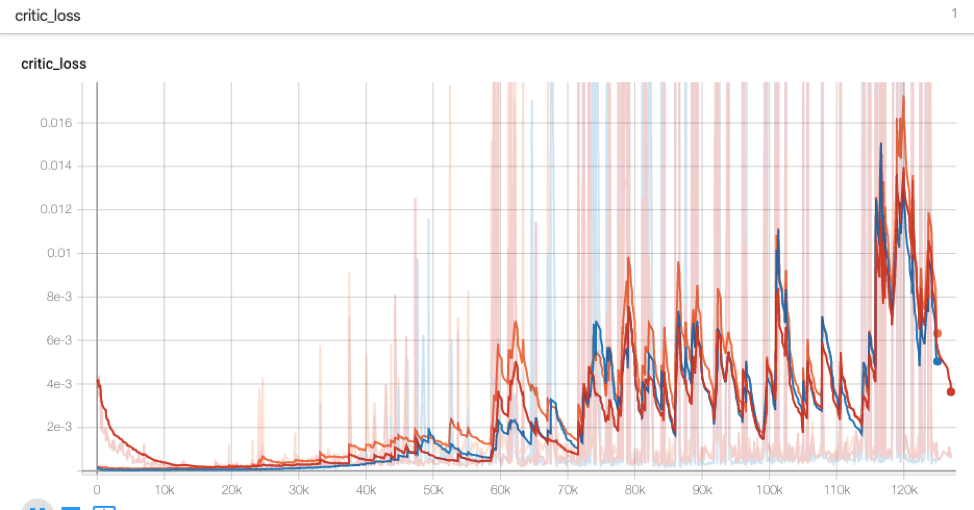 critic_loss 1
critic_loss
0.016
0.014
0.012
0.01
8e-3
6e-3
4e-3
2e-3
0 10k 20k 30k 40k 50k 60k 70k 80k 90k 100k 110k 120k